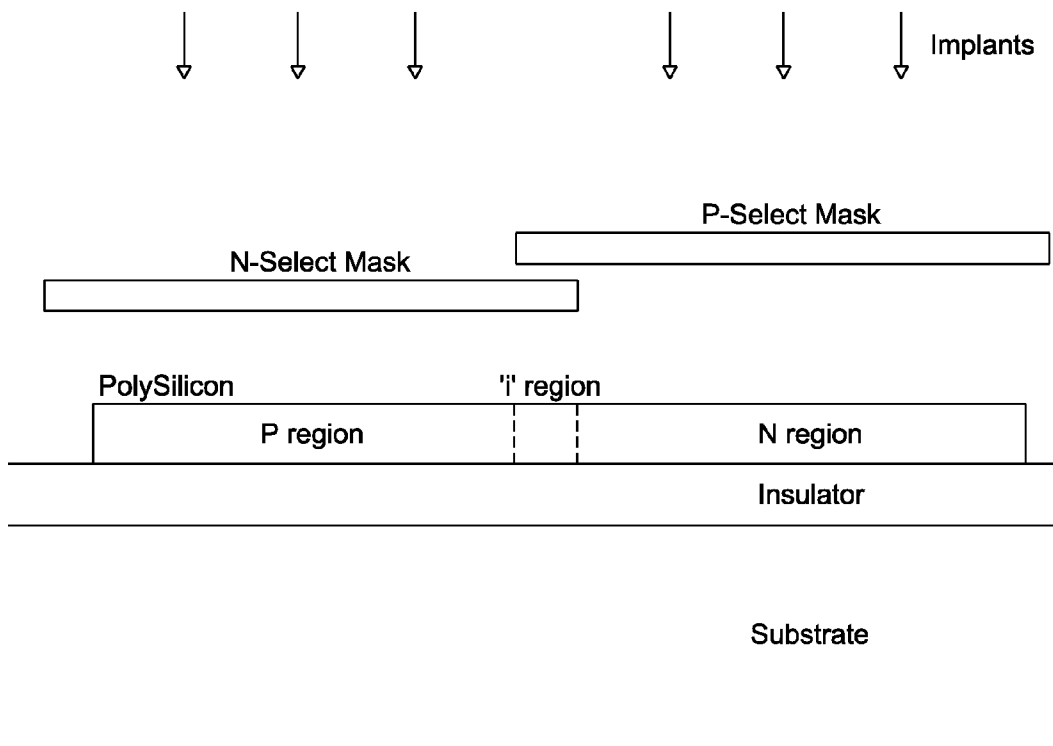 Implants
P-Select Mask
N-Select Mask
PolySilicon
'i' region
P region
N region
Insulator
Substrate